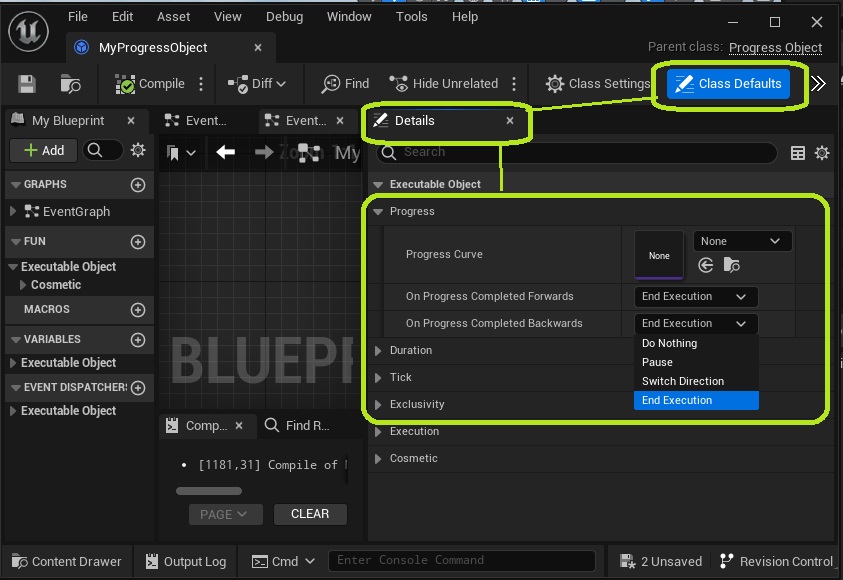 File Edit Asset View Debug Window Tools Help
MyProgressObject
Parent class: Progress Object
Compile Diff Find Hide Unrelated Class Settings Class Defaults
My Blueprint Event... Event... Details
Add
My
Search
GRAPHS
Executable Object
EventGraph
Progress
FUN
Progress Curve
None
None
Executable Object
Cosmetic
On Progress Completed Forwards End Execution
MACROS
On Progress Completed Backwards End Execution
Do Nothing
VARIABLES
Duration
Pause
Executable Object
Tick
Switch Direction
EVENT DISPATCHERS
End Execution
Exclusivity
Executable Object
BLUEP
Comp... Find R...
Execution
Cosmetic
[1181,31] Compile of
PAGE CLEAR
Content Drawer Output Log Cmd Enter Console Command 2 Unsaved Revision Control